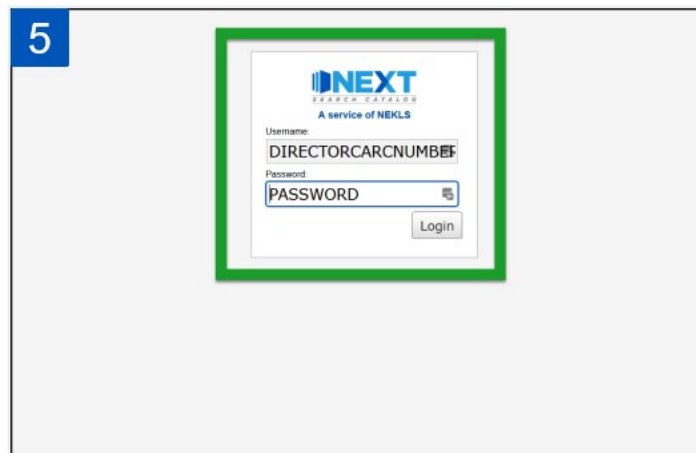 5
NEXT
SEARCH CATALOG
A service of NEKLS
Username:
DIRECTORCARCNUMBER
Password:
PASSWORD
Login